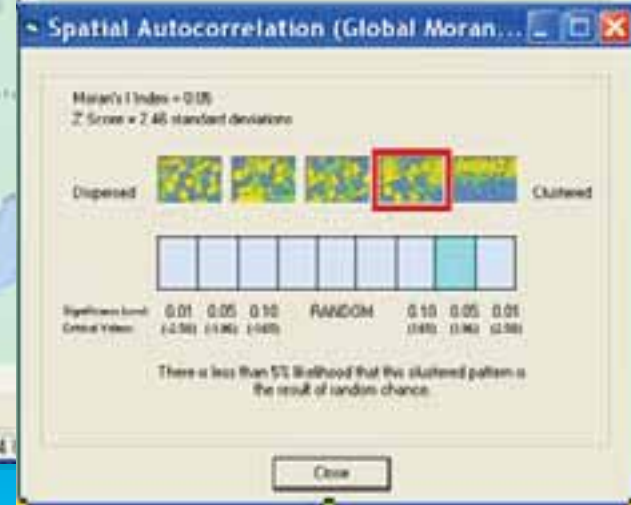 Spatial Autocorrelation (Global Moran...
Moran's I Index = 0.05
Z Score = 2.46 standard deviations
Dispersed
Clustered
Significance Level: 0.01 0.05 0.10 RANDOM 0.10 0.05 0.01
Critical Values: (-2.58) (-1.96) (-1.65) (1.65) (1.96) (2.58)
There is less than 5% likelihood that this clustered pattern is
the result of random chance.
Close